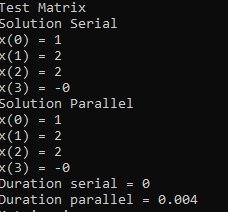 Test Matrix
Solution Serial
x(0) = 1
x(1) = 2
x(2) = 2
x(3) = -0
Solution Parallel
x(0) = 1
x(1) = 2
x(2) = 2
x(3) = -0
Duration serial = 0
Duration parallel = 0.004